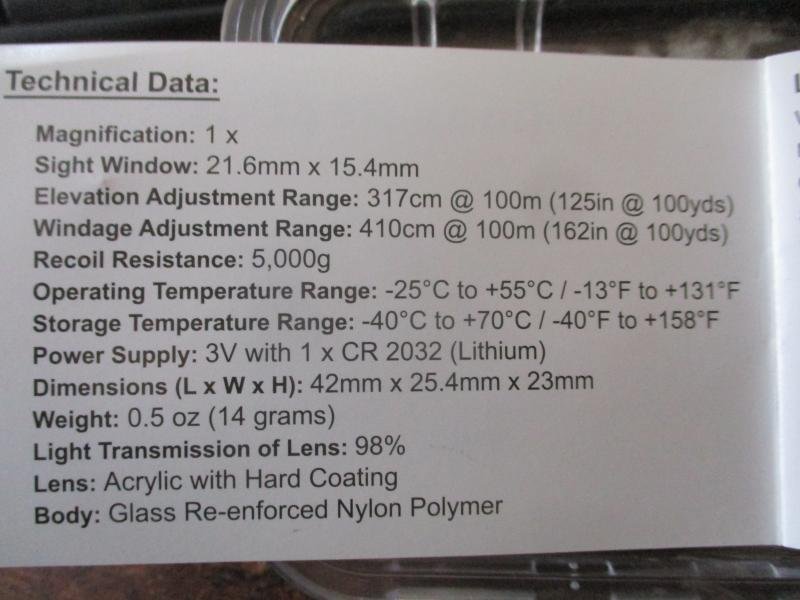 Technical Data:
Magnification: 1 x
Sight Window: 21.6mm x 15.4mm
Elevation Adjustment Range: 317cm @ 100m (125in @ 100yds)
Windage Adjustment Range: 410cm @ 100m (162in @ 100yds)
Recoil Resistance: 5,000g
Operating Temperature Range: -25°C to +55°C / -13°F to +131°F
Storage Temperature Range: -40°C to +70°C / -40°F to +158°F
Power Supply: 3V with 1 x CR 2032 (Lithium)
Dimensions (L x W x H): 42mm x 25.4mm x 23mm
Weight: 0.5 oz (14 grams)
Light Transmission of Lens: 98%
Lens: Acrylic with Hard Coating
Body: Glass Re-enforced Nylon Polymer